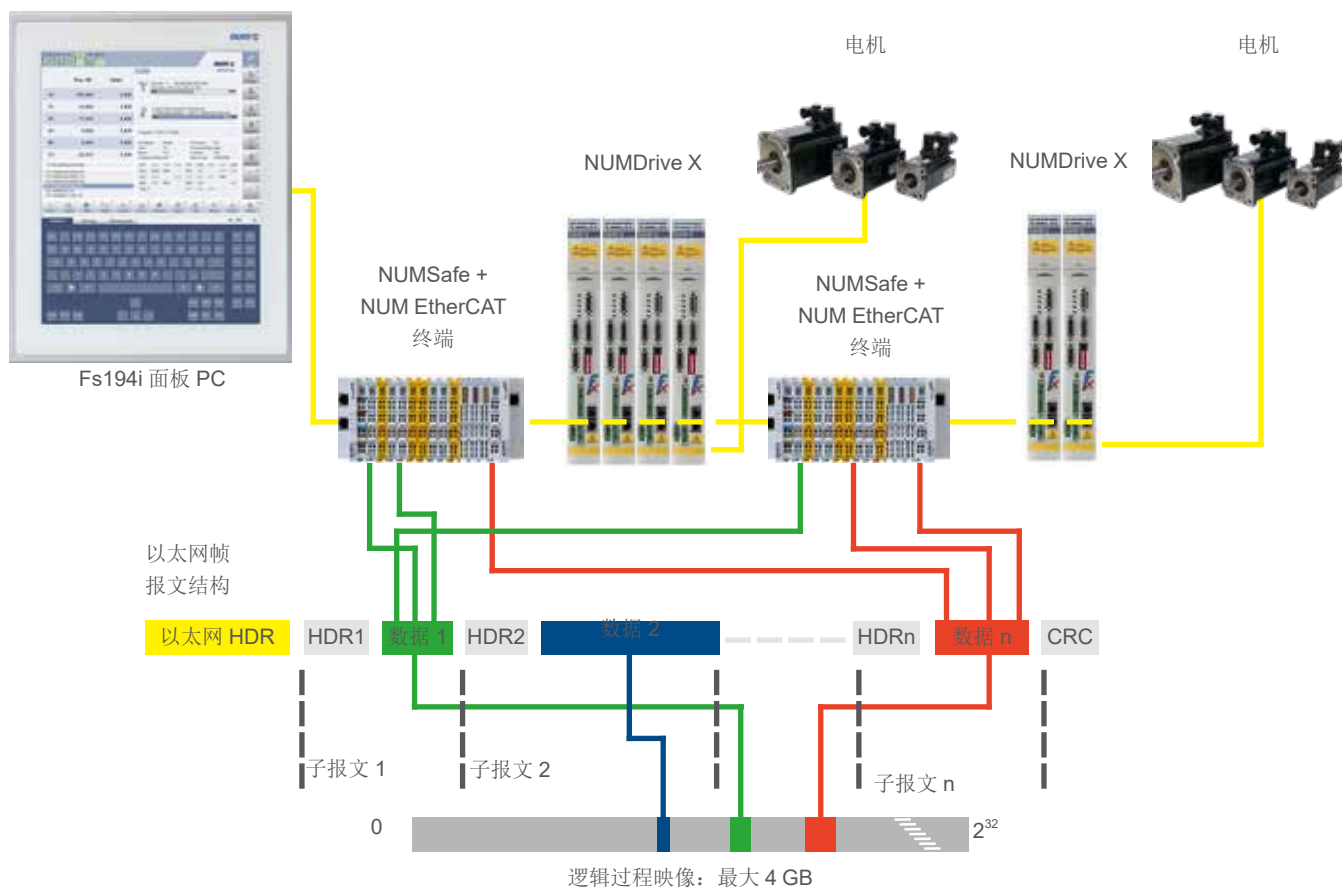 电机
电机
NUMDrive X
NUMDrive X
NUMSafe +
NUM EtherCAT
终端
NUMSafe +
NUM EtherCAT
终端
Fs194i 面板 PC
以太网帧
报文结构
以太网 HDR
HDR1
数据 1
HDR2
数据 2
HDRn
数据 n
CRC
子报文 1
子报文 2
子报文 n
0
2³²
逻辑过程映像：最大 4 GB